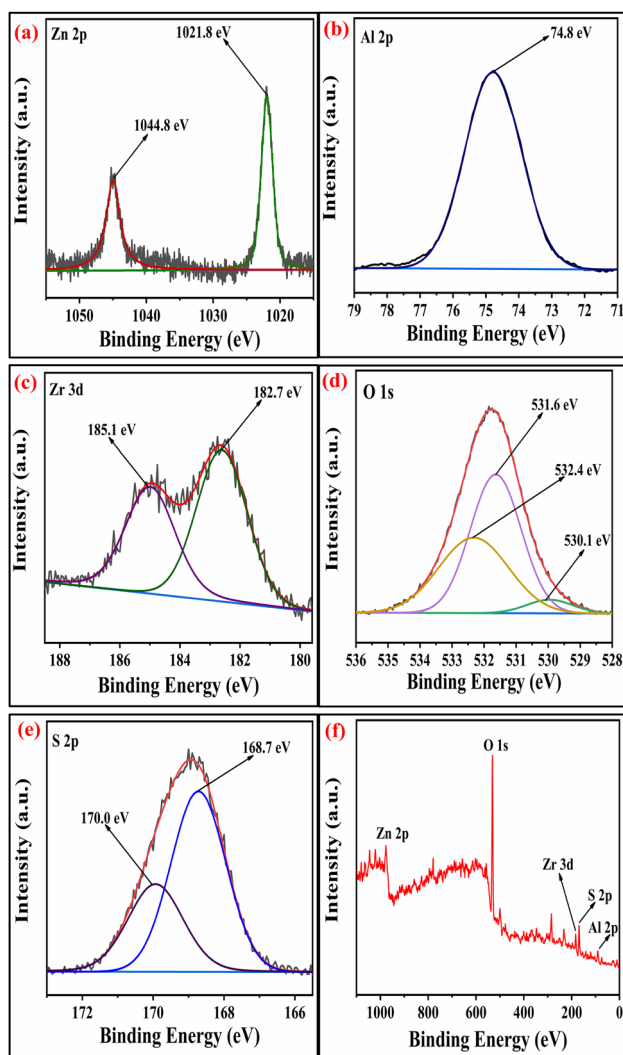 (a)
Zn 2p
1021.8 eV
1044.8 eV
Intensity (a.u.)
1050 1040 1030 1020
Binding Energy (eV)
(b)
Al 2p
74.8 eV
Intensity (a.u.)
79 78 77 76 75 74 73 72 71
Binding Energy (eV)
(c)
Zr 3d
182.7 eV
185.1 eV
Intensity (a.u.)
188 186 184 182 180
Binding Energy (eV)
(d)
O 1s
531.6 eV
532.4 eV
530.1 eV
Intensity (a.u.)
536 535 534 533 532 531 530 529 528
Binding Energy (eV)
(e)
S 2p
168.7 eV
170.0 eV
Intensity (a.u.)
172 170 168 166
Binding Energy (eV)
(f)
O 1s
Zn 2p
Zr 3d
S 2p
Al 2p
Intensity (a.u.)
1000 800 600 400 200 0
Binding Energy (eV)